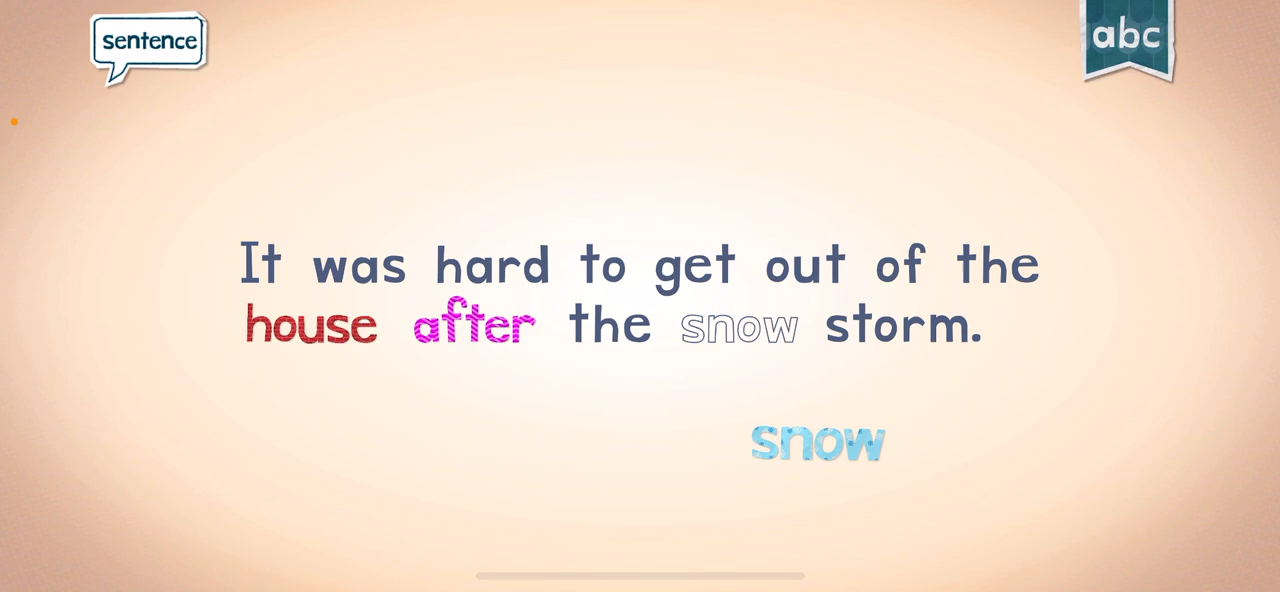 sentence
abc
It was hard to get out of the
house after the snow storm.
snow